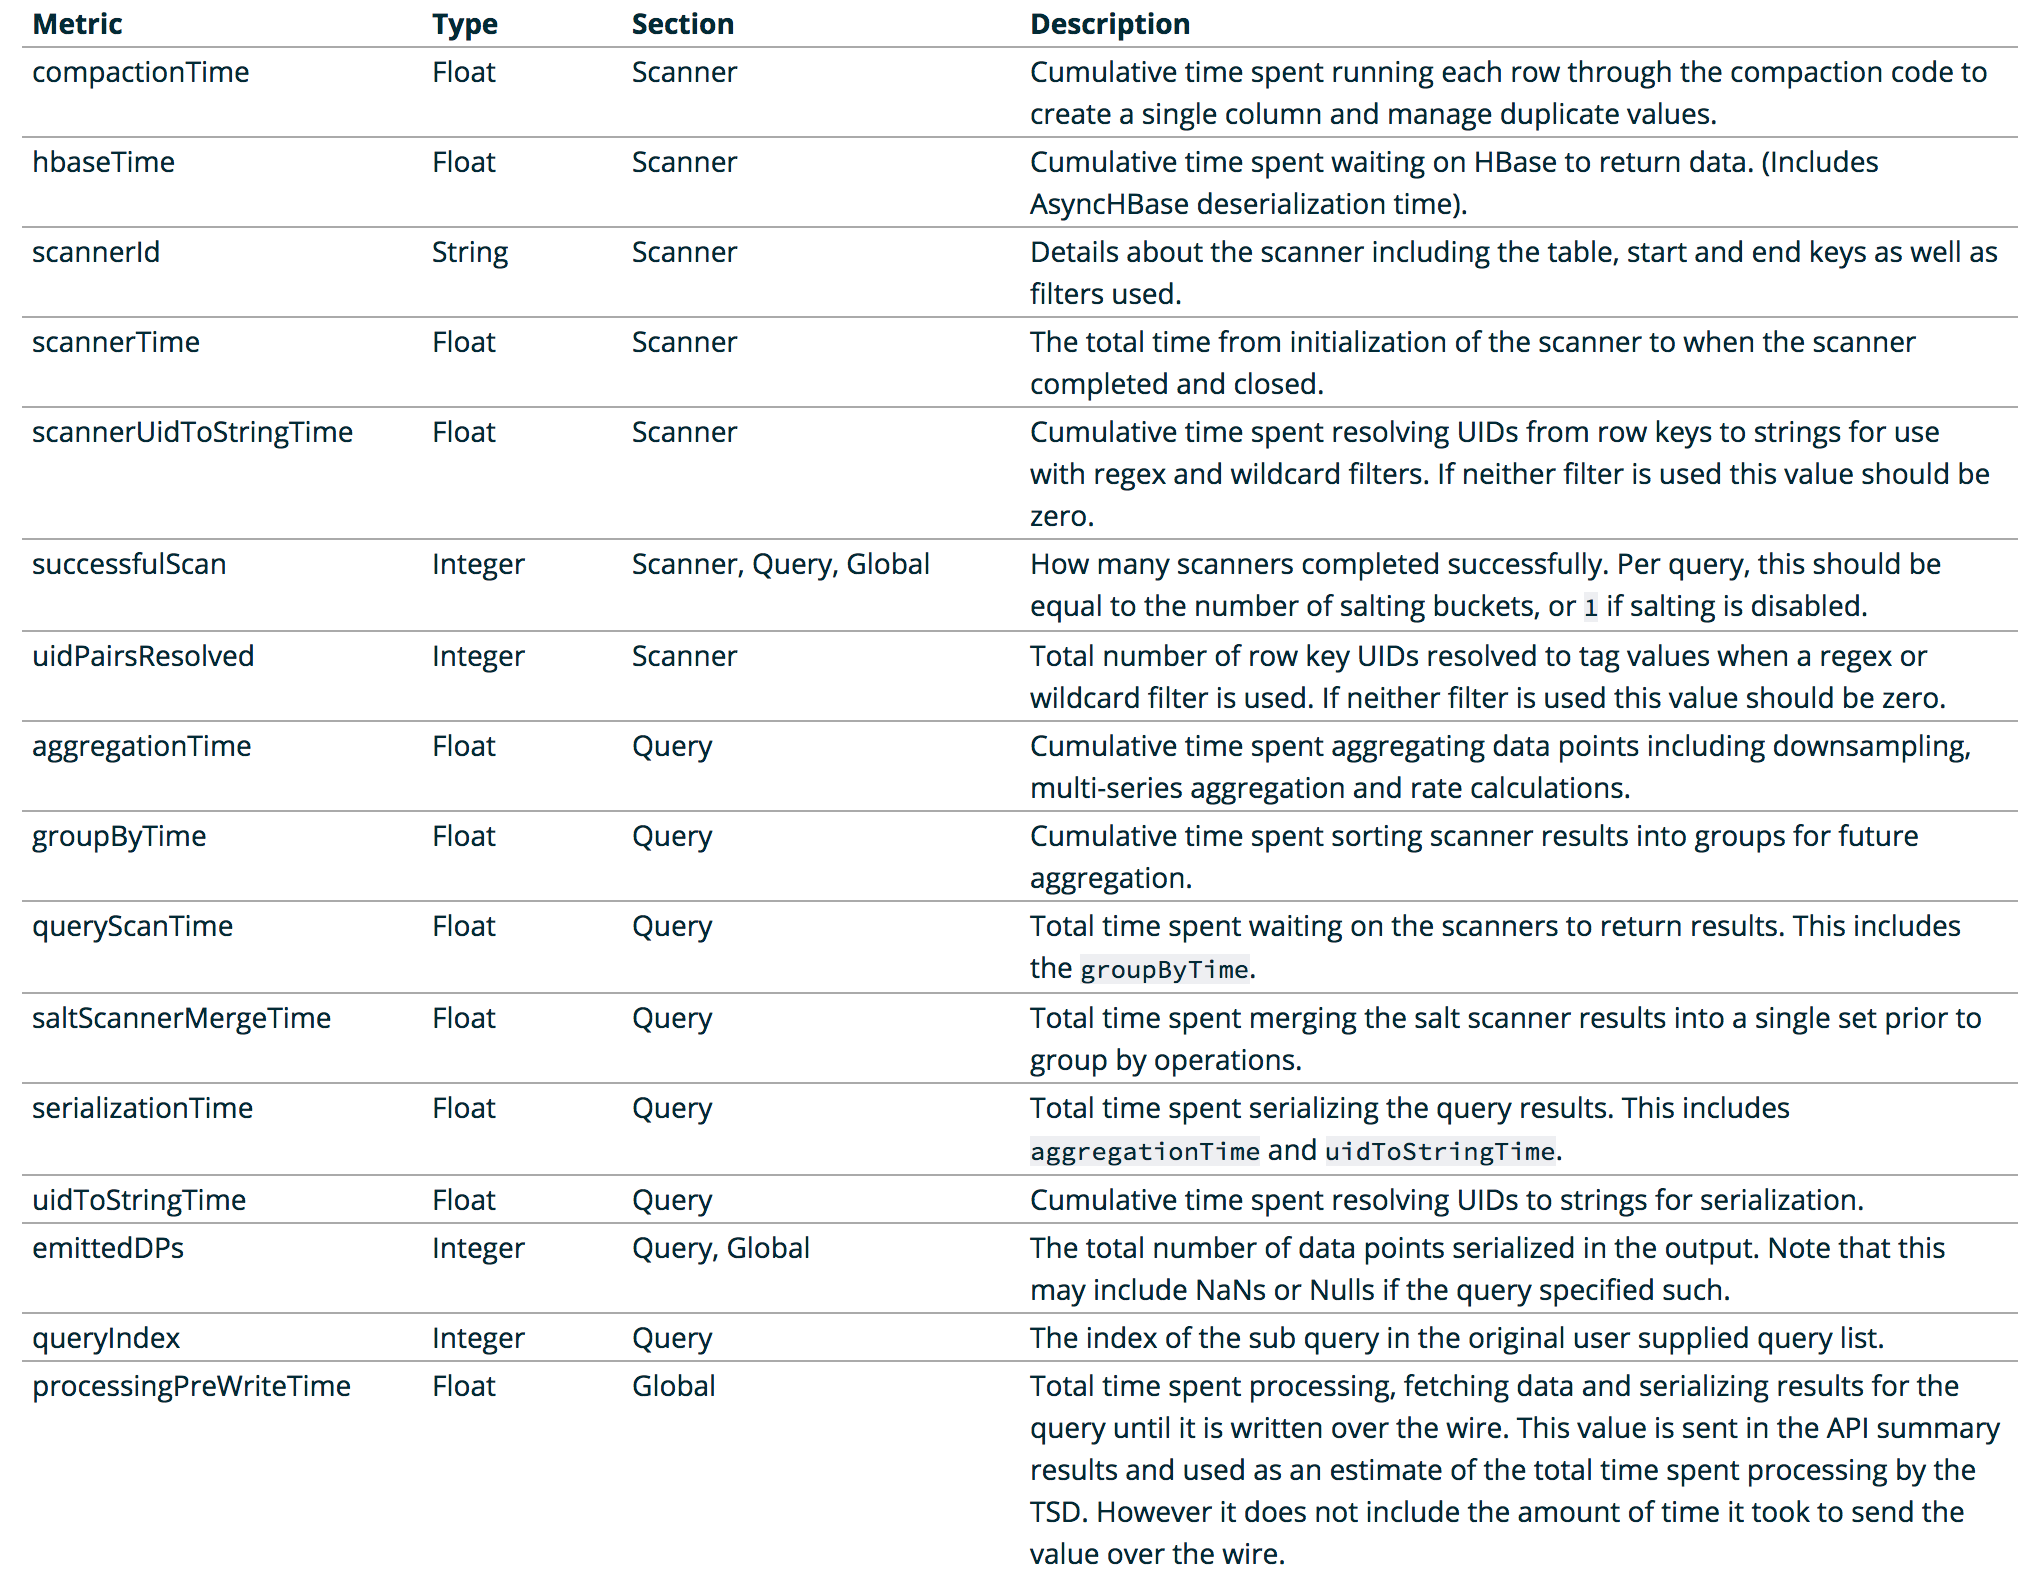 Metric Type Section Description
compactionTime Float Scanner Cumulative time spent running each row through the compaction code to
create a single column and manage duplicate values.
hbaseTime Float Scanner Cumulative time spent waiting on HBase to return data. (Includes
AsyncHBase deserialization time).
scannerId String Scanner Details about the scanner including the table, start and end keys as well as
filters used.
scannerTime Float Scanner The total time from initialization of the scanner to when the scanner
completed and closed.
scannerUidToStringTime Float Scanner Cumulative time spent resolving UIDs from row keys to strings for use
with regex and wildcard filters. If neither filter is used this value should be
zero.
successfulScan Integer Scanner, Query, Global How many scanners completed successfully. Per query, this should be
equal to the number of salting buckets, or 1 if salting is disabled.
uidPairsResolved Integer Scanner Total number of row key UIDs resolved to tag values when a regex or
wildcard filter is used. If neither filter is used this value should be zero.
aggregationTime Float Query Cumulative time spent aggregating data points including downsampling,
multi-series aggregation and rate calculations.
groupByTime Float Query Cumulative time spent sorting scanner results into groups for future
aggregation.
queryScanTime Float Query Total time spent waiting on the scanners to return results. This includes
the groupByTime.
saltScannerMergeTime Float Query Total time spent merging the salt scanner results into a single set prior to
group by operations.
serializationTime Float Query Total time spent serializing the query results. This includes
aggregationTime and uidToStringTime.
uidToStringTime Float Query Cumulative time spent resolving UIDs to strings for serialization.
emittedDPs Integer Query, Global The total number of data points serialized in the output. Note that this
may include NaNs or Nulls if the query specified such.
queryIndex Integer Query The index of the sub query in the original user supplied query list.
processingPreWriteTime Float Global Total time spent processing, fetching data and serializing results for the
query until it is written over the wire. This value is sent in the API summary
results and used as an estimate of the total time spent processing by the
TSD. However it does not include the amount of time it took to send the
value over the wire.